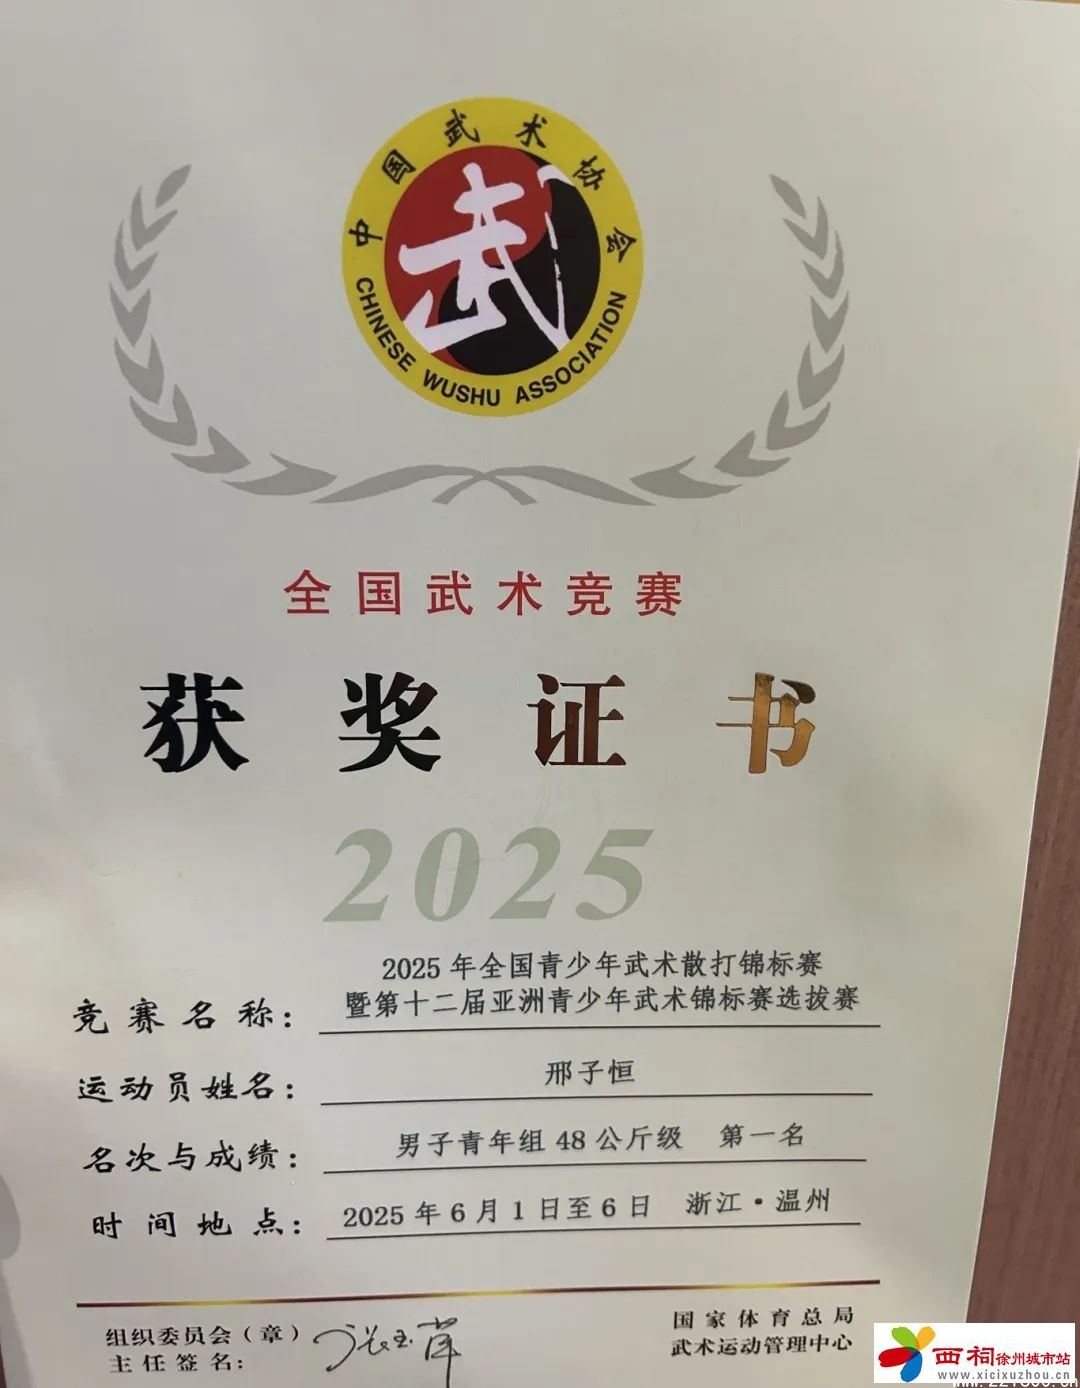 中国武术协会
武
CHINESE WUSHU ASSOCIATION
全国武术竞赛
获奖证书
2025
竞赛名称：2025年全国青少年武术散打锦标赛
暨第十二届亚洲青少年武术锦标赛选拔赛
运动员姓名：邢子恒
名次与成绩：男子青年组48公斤级 第一名
时间地点：2025年6月1日至6日 浙江·温州
组织委员会（章）
主任签名：
国家体育总局
武术运动管理中心
西祠徐州城市站
www.xicixuzhou.cn